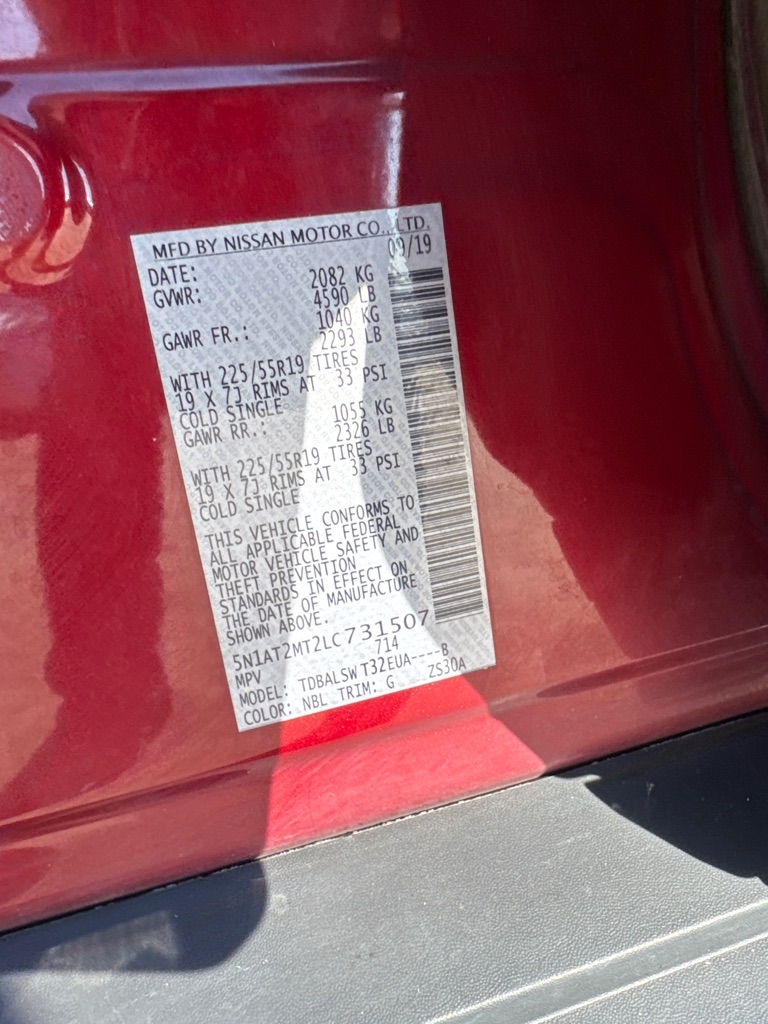 MFD BY NISSAN MOTOR CO.,LTD.
DATE: 09/19
GVWR: 2082 KG
4590 LB
GAWR FR.: 1040 KG
2293 LB
WITH 225/55R19 TIRES
19 X 7J RIMS AT 33 PSI
COLD SINGLE
GAWR RR.: 1055 KG
2326 LB
WITH 225/55R19 TIRES
19 X 7J RIMS AT 33 PSI
COLD SINGLE
THIS VEHICLE CONFORMS TO
ALL APPLICABLE FEDERAL
MOTOR VEHICLE SAFETY AND
THEFT PREVENTION
STANDARDS IN EFFECT ON
THE DATE OF MANUFACTURE
SHOWN ABOVE.
5N1AT2MT2LC731507
MPV 714
MODEL: TDBALSWT32EUA----B
COLOR: NBL TRIM: G ZS30A